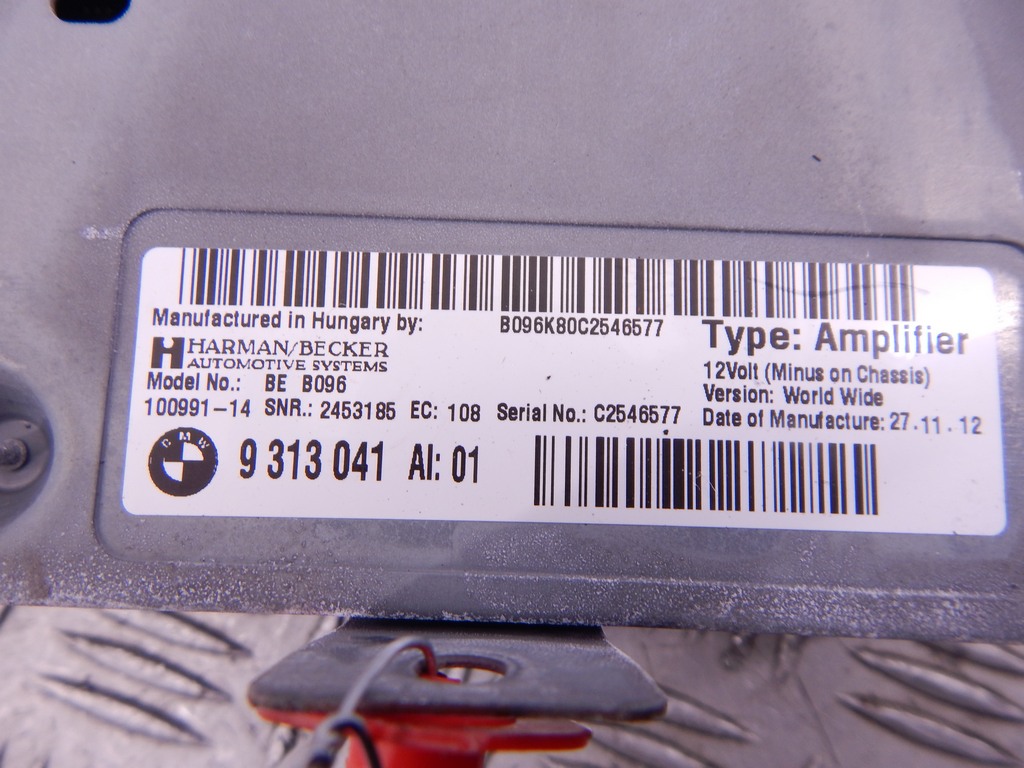 B096K80C2546577
Manufactured in Hungary by:
HARMAN/BECKER
AUTOMOTIVE SYSTEMS
Model No.: BE B096
100991-14 SNR.: 2453185 EC: 108 Serial No.: C2546577
Type: Amplifier
12Volt (Minus on Chassis)
Version: World Wide
Date of Manufacture: 27.11.12
BMW
9 313 041 AI: 01